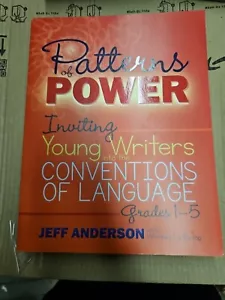 Patterns
of
POWER
Inviting
Young Writers
into the
CONVENTIONS
OF LANGUAGE
Grades 1–5
JEFF ANDERSON